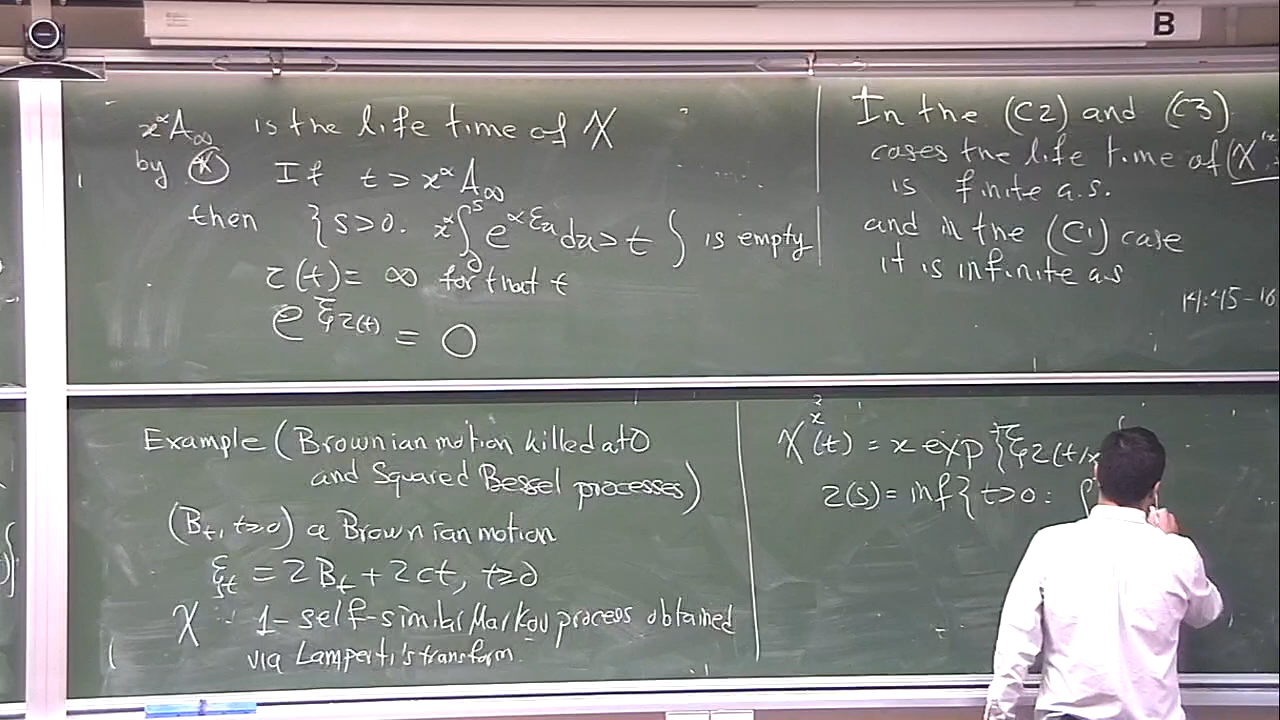 B
x^α A_∞ is the life time of X
by (*) If t > x^α A_∞
then {s>0. x^α ∫_0^s e^{αξ_u} du > t } is empty
τ(t) = ∞ for that t
e^{ξ_{τ(t)}} = 0
In the (C2) and (C3)
cases the life time of (X
is finite a.s.
and in the (C1) case
it is infinite a.s
14:45-16
Example (Brownian motion killed at 0
and Squared Bessel processes)
(B_t, t≥0) a Brownian motion
ξ_t = 2B_t + 2ct, t≥0
X : 1-self-similar Markov process obtained
via Lamperti's transform.
X^x(t) = x exp{ξ_τ(t/x
τ(s) = inf{ t>0 : ∫